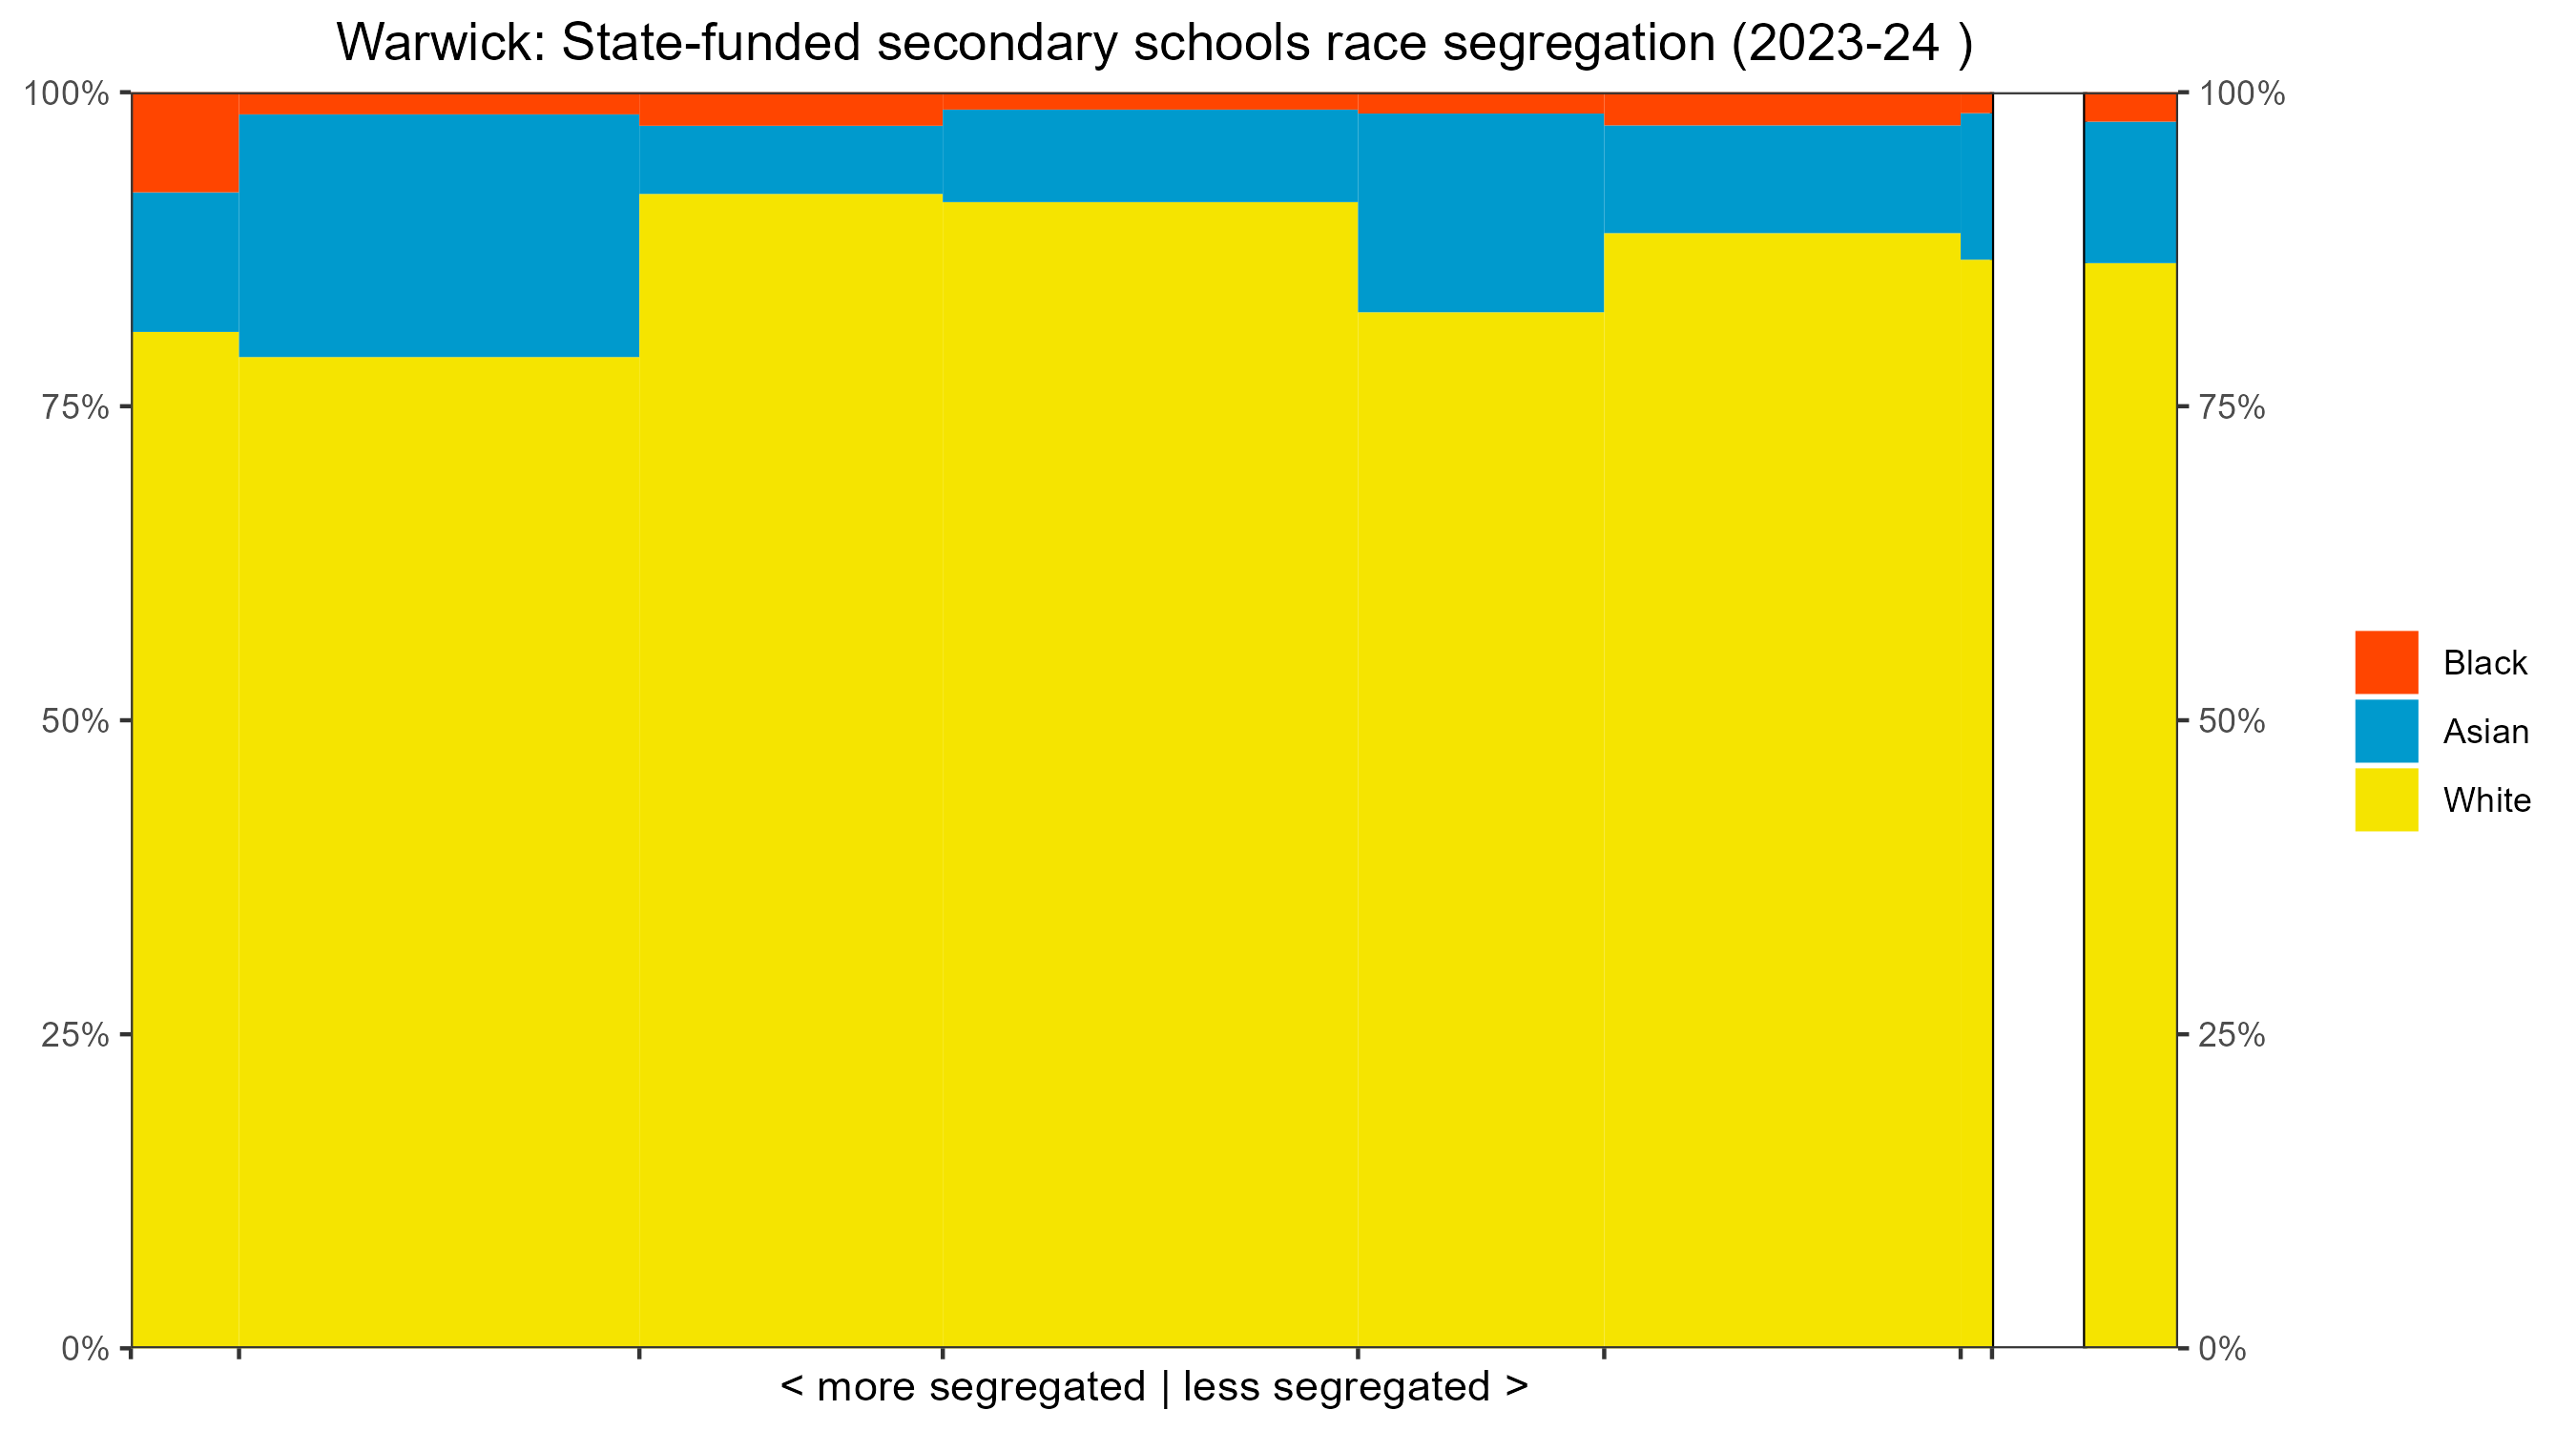 Warwick: State-funded secondary schools race segregation (2023-24 )
100%
75%
50%
25%
0%
100%
75%
50%
25%
0%
Black
Asian
White
< more segregated | less segregated >